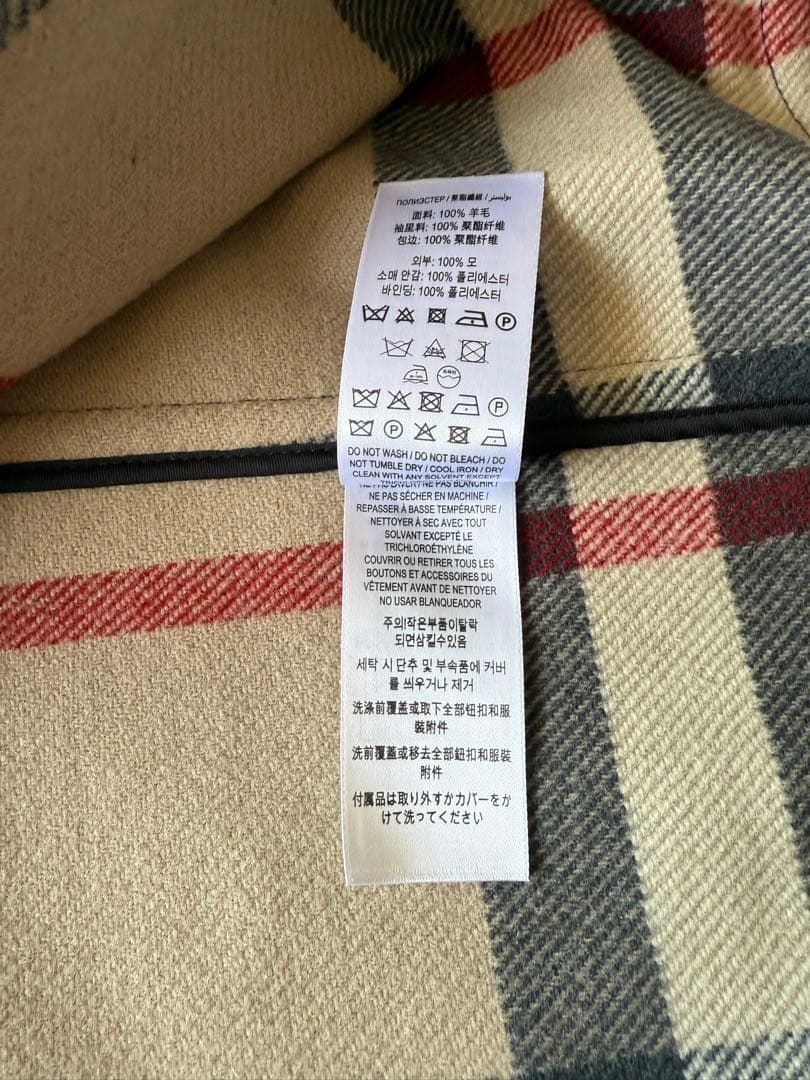 ПОЛИЭСТЕР / 聚酯纖維 / بوليستر
面料: 100% 羊毛
袖里料: 100% 聚酯纤维
包边: 100% 聚酯纤维
외부: 100% 모
소매 안감: 100% 폴리에스터
바인딩: 100% 폴리에스터
P
P
P
DO NOT WASH / DO NOT BLEACH / DO
NOT TUMBLE DRY / COOL IRON / DRY
CLEAN WITH ANY SOLVENT EXCEPT
NE PAS BLANCHIR /
NE PAS SÉCHER EN MACHINE /
REPASSER À BASSE TEMPÉRATURE /
NETTOYER À SEC AVEC TOUT
SOLVANT EXCEPTÉ LE
TRICHLOROÉTHYLÈNE
COUVRIR OU RETIRER TOUS LES
BOUTONS ET ACCESSOIRES DU
VÊTEMENT AVANT DE NETTOYER
NO USAR BLANQUEADOR
주의!작은부품이탈락
되면삼킬수있음
세탁 시 단추 및 부속품에 커버
를 씌우거나 제거
洗涤前覆盖或取下全部钮扣和服
裝附件
洗前覆蓋或移去全部鈕扣和服裝
附件
付属品は取り外すかカバーをか
けて洗ってください